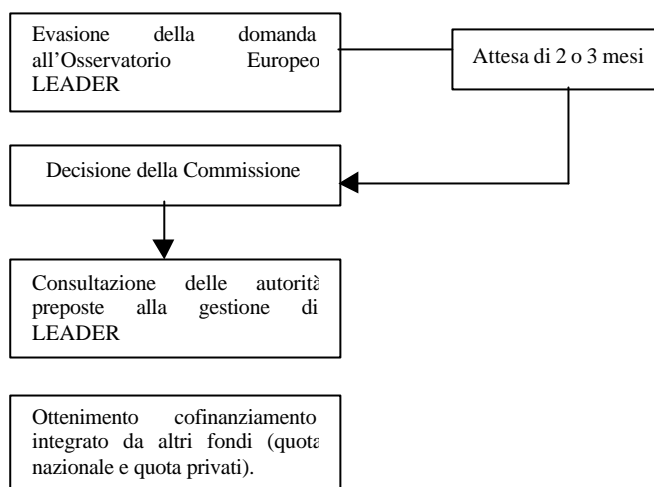 Evasione della domanda
all'Osservatorio Europeo
LEADER
Attesa di 2 o 3 mesi
Decisione della Commissione
Consultazione delle autorità
preposte alla gestione di
LEADER
Ottenimento cofinanziamento
integrato da altri fondi (quota
nazionale e quota privati).